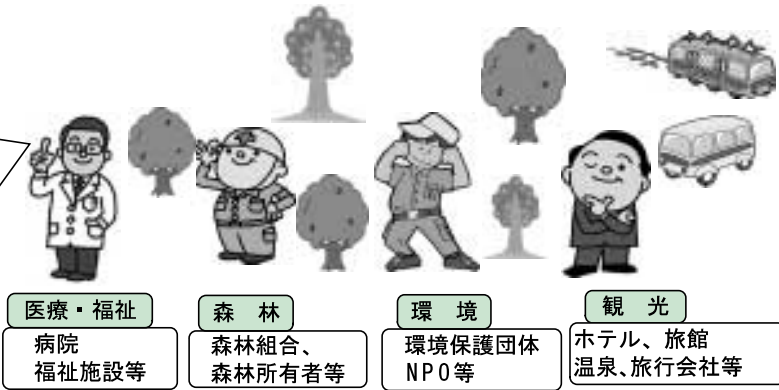 医療・福祉
病院
福祉施設等
森　林
森林組合、
森林所有者等
環　境
環境保護団体
NPO等
観　光
ホテル、旅館
温泉、旅行会社等